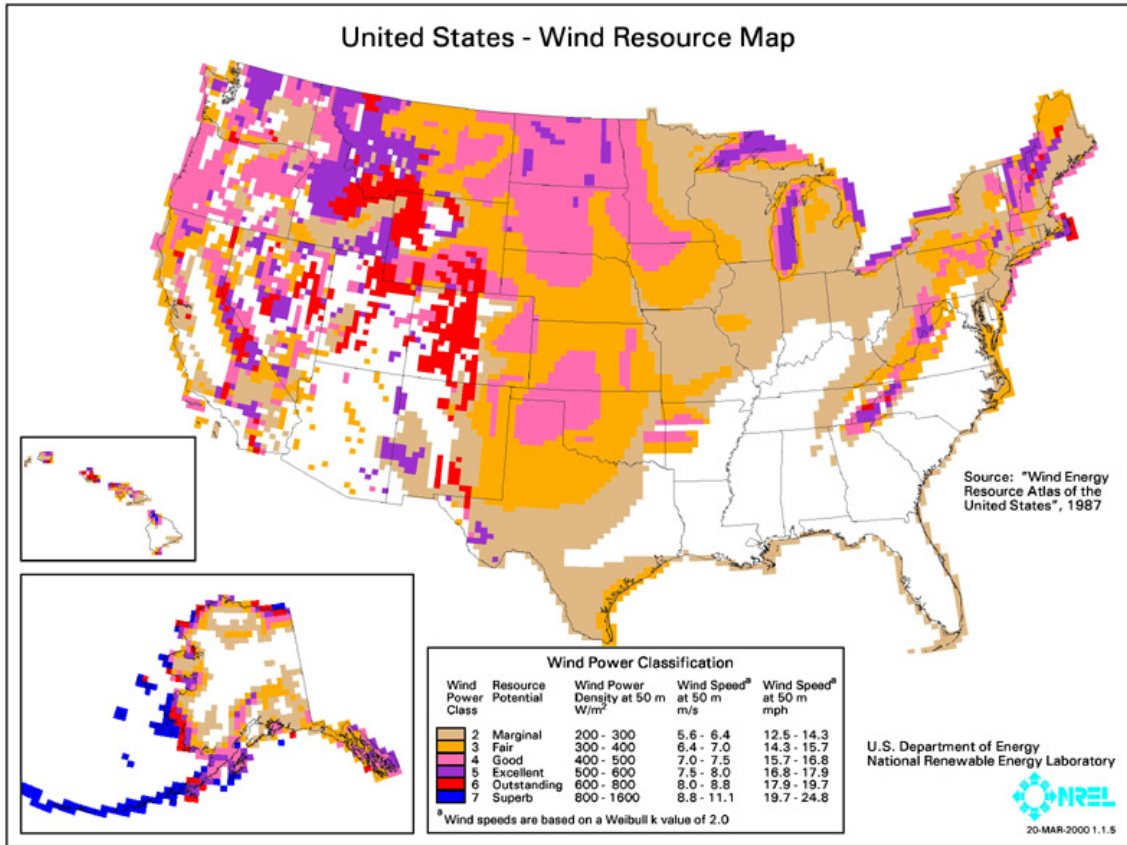 United States - Wind Resource Map
Source: "Wind Energy
Resource Atlas of the
United States", 1987
Wind Power Classification
Wind Power Class Resource Potential Wind Power Density at 50 m W/m² Wind Speedª at 50 m m/s Wind Speedª at 50 m mph
2 Marginal 200 - 300 5.6 - 6.4 12.5 - 14.3
3 Fair 300 - 400 6.4 - 7.0 14.3 - 15.7
4 Good 400 - 500 7.0 - 7.5 15.7 - 16.8
5 Excellent 500 - 600 7.5 - 8.0 16.8 - 17.9
6 Outstanding 600 - 800 8.0 - 8.8 17.9 - 19.7
7 Superb 800 - 1600 8.8 - 11.1 19.7 - 24.8
ª Wind speeds are based on a Weibull k value of 2.0
U.S. Department of Energy
National Renewable Energy Laboratory
NREL
20-MAR-2000 1.1.5